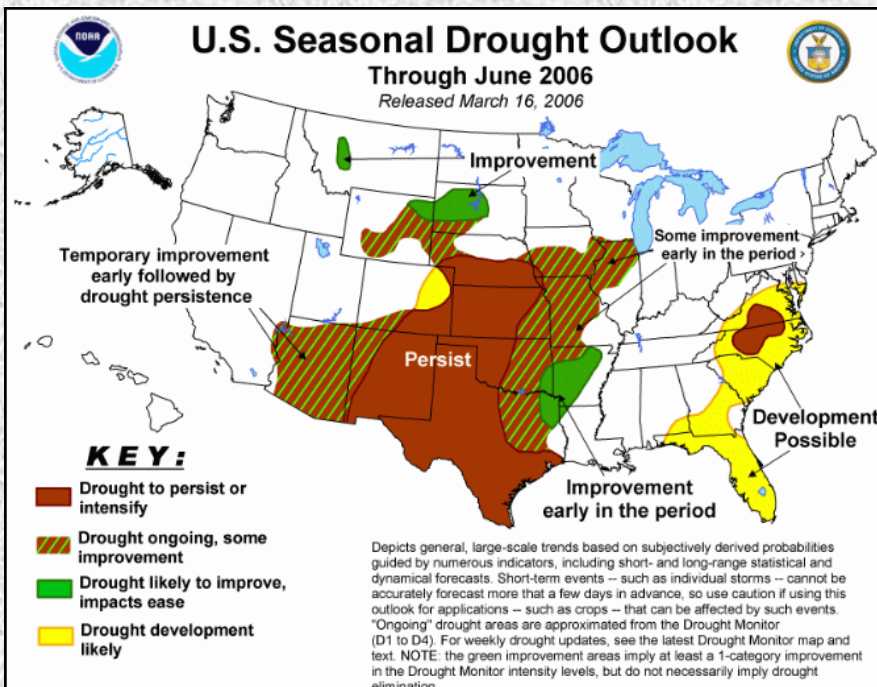 NOAA
U.S. Seasonal Drought Outlook
Through June 2006
Released March 16, 2006
Improvement
Some improvement
early in the period
Temporary improvement
early followed by
drought persistence
Persist
Development
Possible
Improvement
early in the period
KEY:
Drought to persist or
intensify
Drought ongoing, some
improvement
Drought likely to improve,
impacts ease
Drought development
likely
Depicts general, large-scale trends based on subjectively derived probabilities
guided by numerous indicators, including short- and long-range statistical and
dynamical forecasts. Short-term events -- such as individual storms -- cannot be
accurately forecast more that a few days in advance, so use caution if using this
outlook for applications -- such as crops -- that can be affected by such events.
"Ongoing" drought areas are approximated from the Drought Monitor
(D1 to D4). For weekly drought updates, see the latest Drought Monitor map and
text. NOTE: the green improvement areas imply at least a 1-category improvement
in the Drought Monitor intensity levels, but do not necessarily imply drought
elimination